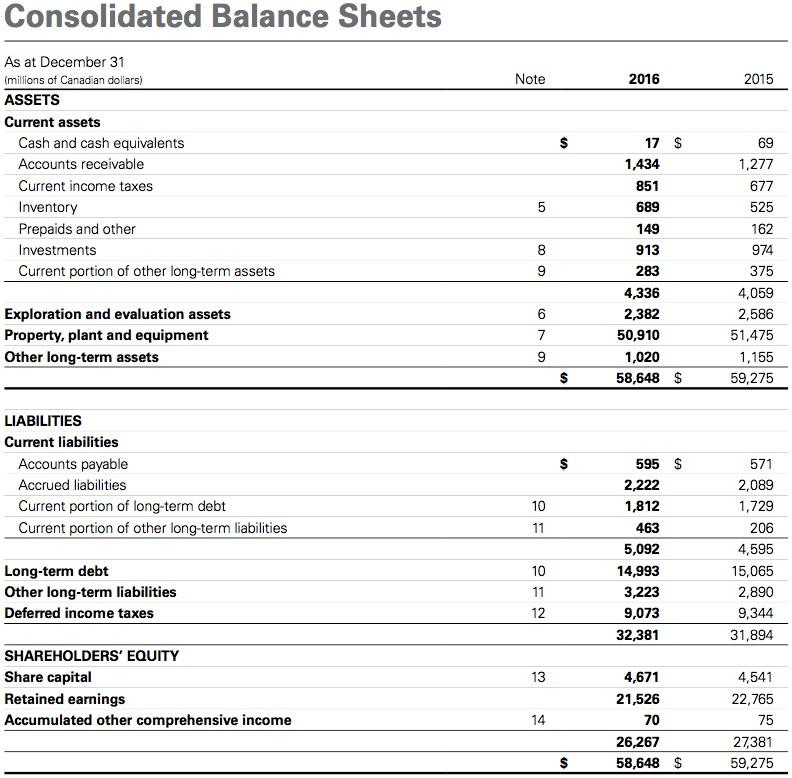 Consolidated Balance Sheets
As at December 31
(millions of Canadian dollars) Note 2016 2015
ASSETS
Current assets
Cash and cash equivalents $ 17 $ 69
Accounts receivable 1,434 1,277
Current income taxes 851 677
Inventory 5 689 525
Prepaids and other 149 162
Investments 8 913 974
Current portion of other long-term assets 9 283 375
4,336 4,059
Exploration and evaluation assets 6 2,382 2,586
Property, plant and equipment 7 50,910 51,475
Other long-term assets 9 1,020 1,155
$ 58,648 $ 59,275
LIABILITIES
Current liabilities
Accounts payable $ 595 $ 571
Accrued liabilities 2,222 2,089
Current portion of long-term debt 10 1,812 1,729
Current portion of other long-term liabilities 11 463 206
5,092 4,595
Long-term debt 10 14,993 15,065
Other long-term liabilities 11 3,223 2,890
Deferred income taxes 12 9,073 9,344
32,381 31,894
SHAREHOLDERS' EQUITY
Share capital 13 4,671 4,541
Retained earnings 21,526 22,765
Accumulated other comprehensive income 14 70 75
26,267 27,381
$ 58,648 $ 59,275